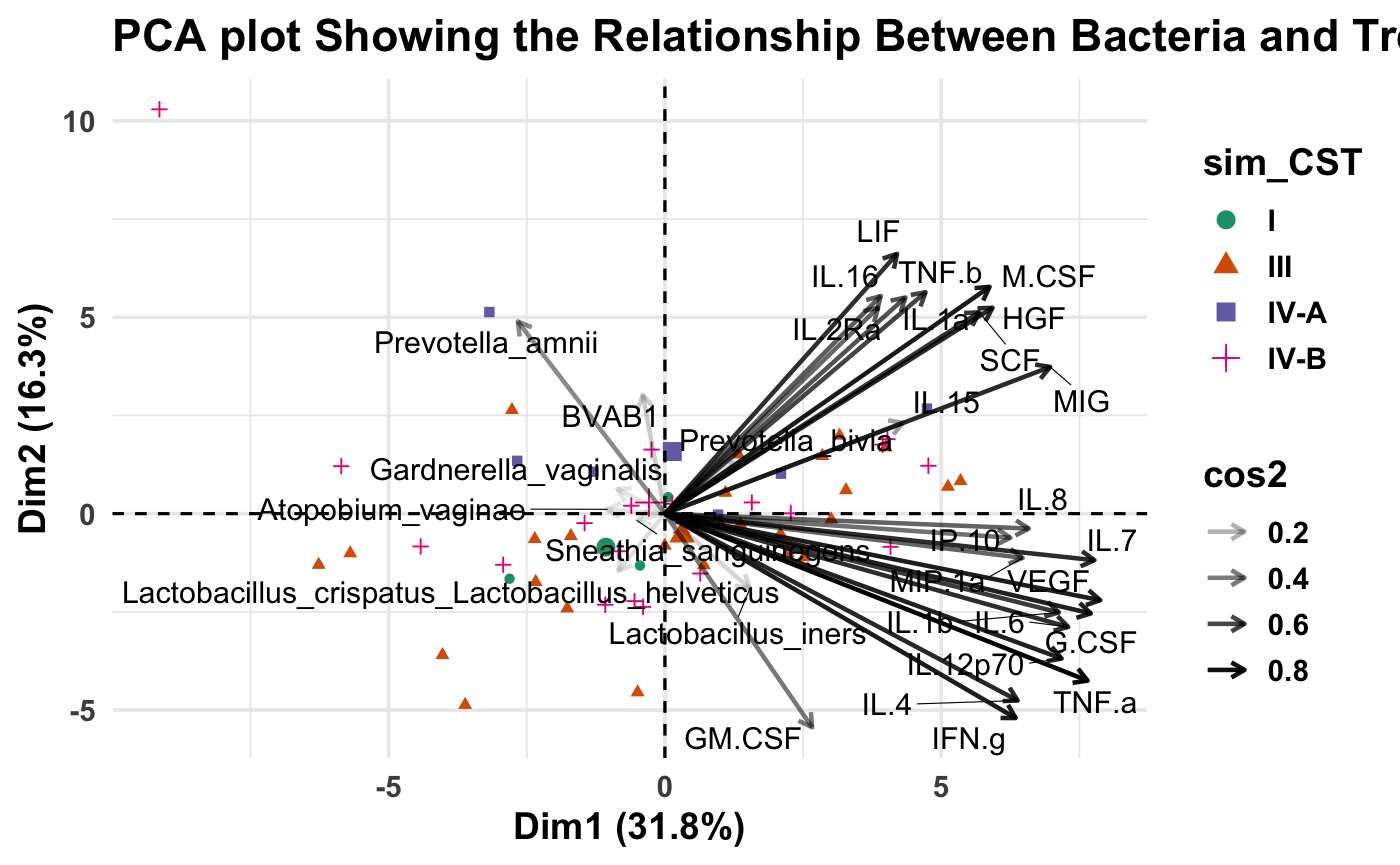 PCA plot Showing the Relationship Between Bacteria and Tre
10
5
0
-5
-5
0
5
Dim2 (16.3%)
Dim1 (31.8%)
LIF
IL.16
TNF.b
M.CSF
IL.2Ra
IL.1a
HGF
SCF
MIG
IL.15
Prevotella_amnii
BVAB1
Prevotella_bivia
Gardnerella_vaginalis
Atopobium_vaginae
IL.8
IP.10
IL.7
Sneathia_sanguinogons
MIP.1a
VEGF
Lactobacillus_crispatus_Lactobacillus_helveticus
Lactobacillus_iners
IL.1b
IL.6
G.CSF
IL.12p70
IL.4
TNF.a
GM.CSF
IFN.g
sim_CST
I
III
IV-A
IV-B
cos2
0.2
0.4
0.6
0.8